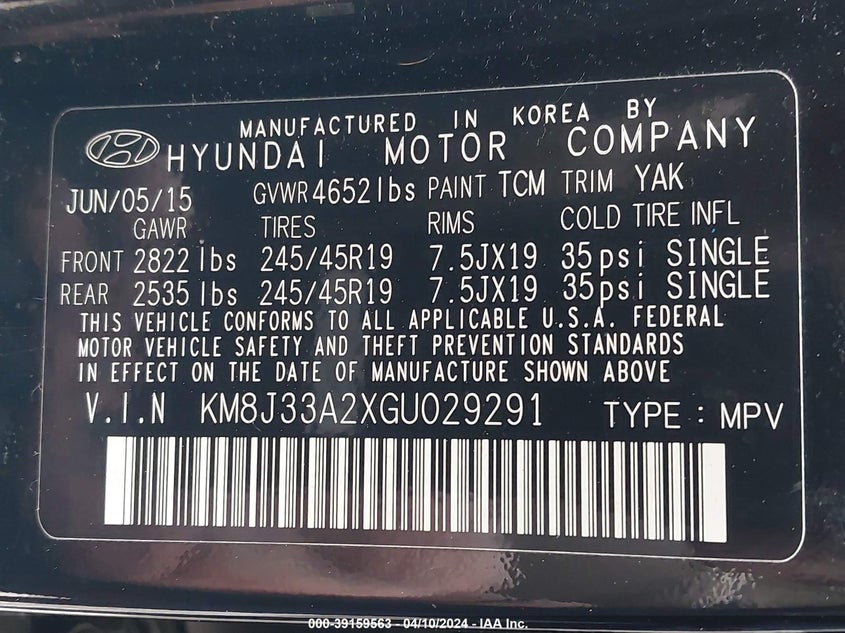 MANUFACTURED IN KOREA BY
HYUNDAI MOTOR COMPANY
JUN/05/15 GVWR 4652 lbs PAINT TCM TRIM YAK
GAWR TIRES RIMS COLD TIRE INFL
FRONT 2822 lbs 245/45R19 7.5JX19 35psi SINGLE
REAR 2535 lbs 245/45R19 7.5JX19 35psi SINGLE
THIS VEHICLE CONFORMS TO ALL APPLICABLE U.S.A. FEDERAL
MOTOR VEHICLE SAFETY AND THEFT PREVENTION STANDARDS
IN EFFECT ON THE DATE OF MANUFACTURE SHOWN ABOVE
V.I.N KM8J33A2XGU029291 TYPE : MPV
000-39159563 - 04/10/2024 - IAA Inc.